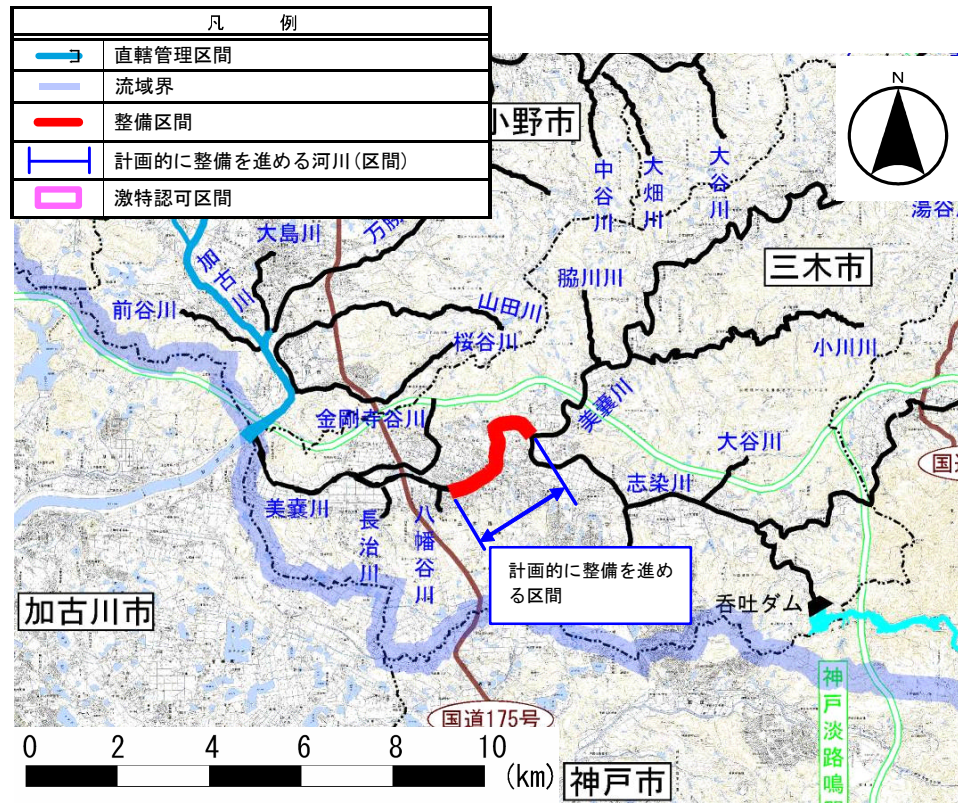 凡　例
コ
直轄管理区間
流域界
整備区間
計画的に整備を進める河川(区間)
激特認可区間
N
小野市
中谷川
大畑川
大谷川
湯谷
大島川
加古川
三木市
脇川川
前谷川
山田川
桜谷川
小川川
金剛寺谷川
美嚢川
大谷川
国道
志染川
美嚢川
長治川
八幡谷川
計画的に整備を進め
る区間
呑吐ダム
加古川市
国道175号
神戸淡路鳴門
0 2 4 6 8 10
(km)
神戸市